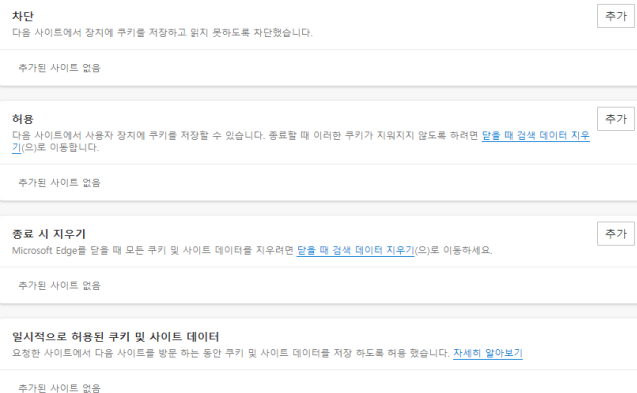 차단
추가
다음 사이트에서 장치에 쿠키를 저장하고 읽지 못하도록 차단했습니다.
추가된 사이트 없음
허용
추가
다음 사이트에서 사용자 장치에 쿠키를 저장할 수 있습니다. 종료할 때 이러한 쿠키가 지워지지 않도록 하려면 닫을 때 검색 데이터 지우
기(으)로 이동합니다.
추가된 사이트 없음
종료 시 지우기
추가
Microsoft Edge를 닫을 때 모든 쿠키 및 사이트 데이터를 지우려면 닫을 때 검색 데이터 지우기(으)로 이동하세요.
추가된 사이트 없음
일시적으로 허용된 쿠키 및 사이트 데이터
요청한 사이트에서 다음 사이트를 방문 하는 동안 쿠키 및 사이트 데이터를 저장 하도록 허용 했습니다. 자세히 알아보기
추가된 사이트 없음